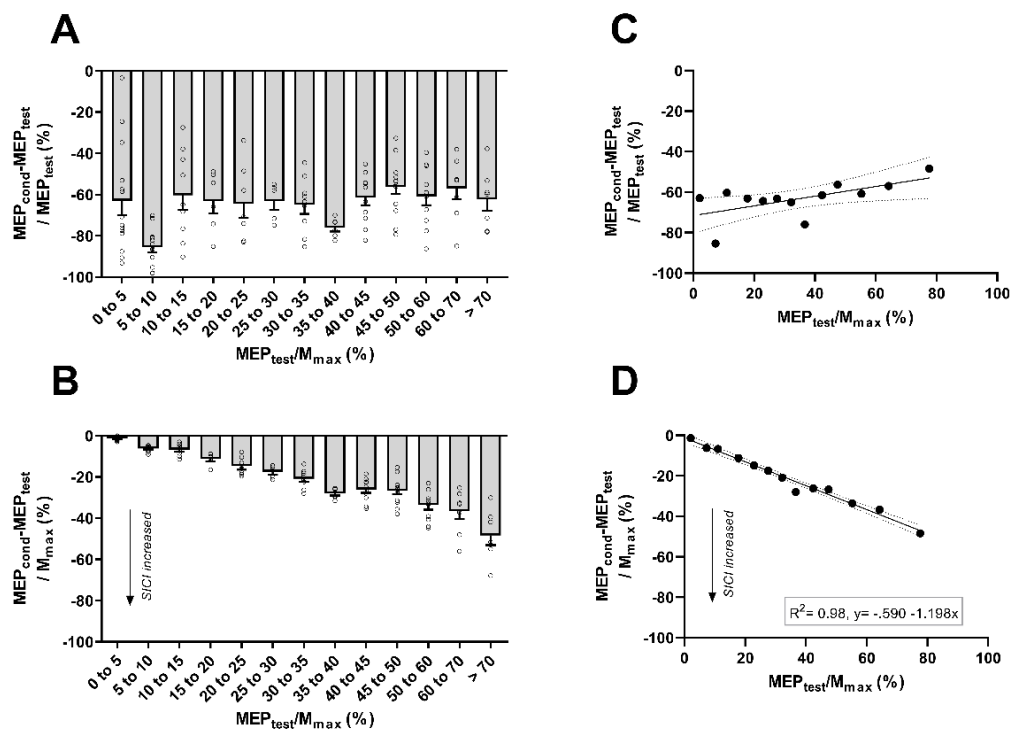 A
MEPcond-MEPtest
/ MEPtest (%)
0
-20
-40
-60
-80
-100
0 to 5
5 to 10
10 to 15
15 to 20
20 to 25
25 to 30
30 to 35
35 to 40
40 to 45
45 to 50
50 to 60
60 to 70
> 70
MEPtest/Mmax (%)
C
MEPcond-MEPtest
/ MEPtest (%)
0
-20
-40
-60
-80
-100
0
20
40
60
80
100
MEPtest/Mmax (%)
B
MEPcond-MEPtest
/ Mmax (%)
0
-20
-40
-60
-80
-100
SICI increased
0 to 5
5 to 10
10 to 15
15 to 20
20 to 25
25 to 30
30 to 35
35 to 40
40 to 45
45 to 50
50 to 60
60 to 70
> 70
MEPtest/Mmax (%)
D
MEPcond-MEPtest
/ Mmax (%)
0
-20
-40
-60
-80
-100
SICI increased
R2= 0.98, y= -.590 -1.198x
0
20
40
60
80
100
MEPtest/Mmax (%)